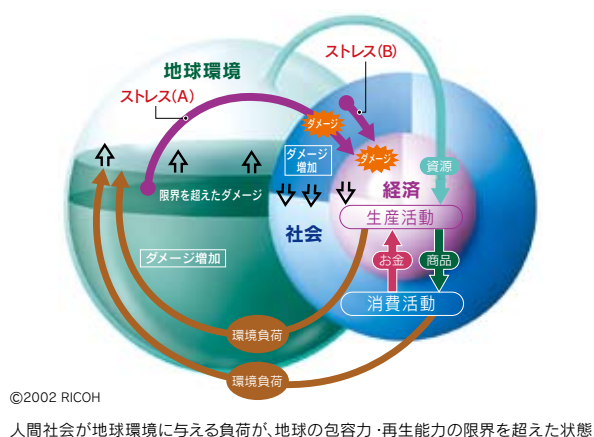 地球環境
ストレス(A)
ストレス(B)
ダメージ
ダメージ
ダメージ
増加
資源
限界を超えたダメージ
経済
生産活動
社会
お金
商品
ダメージ増加
消費活動
環境負荷
環境負荷
©2002 RICOH
人間社会が地球環境に与える負荷が、地球の包容力・再生能力の限界を超えた状態